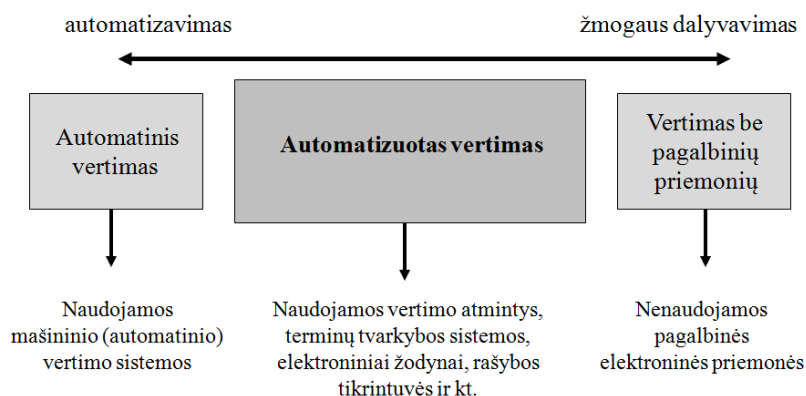 automatizavimas
žmogaus dalyvavimas
Automatinis
vertimas
Automatizuotas vertimas
Vertimas be
pagalbinių
priemonių
Naudojamos
mašininio (automatinio)
vertimo sistemos
Naudojamos vertimo atmintys,
terminų tvarkybos sistemos,
elektroniniai žodynai, rašybos
tikrintuvės ir kt.
Nenaudojamos
pagalbinės
elektroninės priemonės